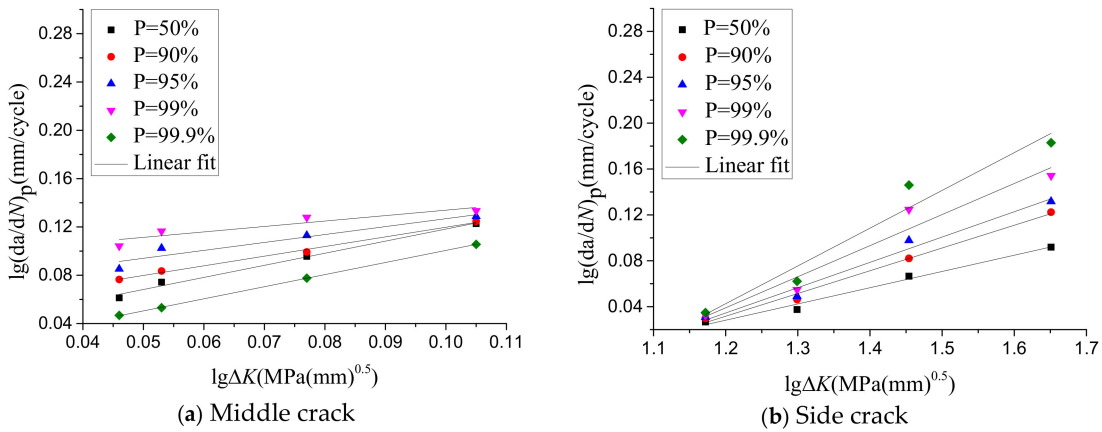 0.28
0.24
0.20
0.16
0.12
0.08
0.04
lg(da/dN)p(mm/cycle)
P=50%
P=90%
P=95%
P=99%
P=99.9%
Linear fit
0.04 0.05 0.06 0.07 0.08 0.09 0.10 0.11
lgΔK(MPa(mm)^0.5)
(a) Middle crack
0.28
0.24
0.20
0.16
0.12
0.08
0.04
lg(da/dN)p(mm/cycle)
P=50%
P=90%
P=95%
P=99%
P=99.9%
Linear fit
1.1 1.2 1.3 1.4 1.5 1.6 1.7
lgΔK(MPa(mm)^0.5)
(b) Side crack